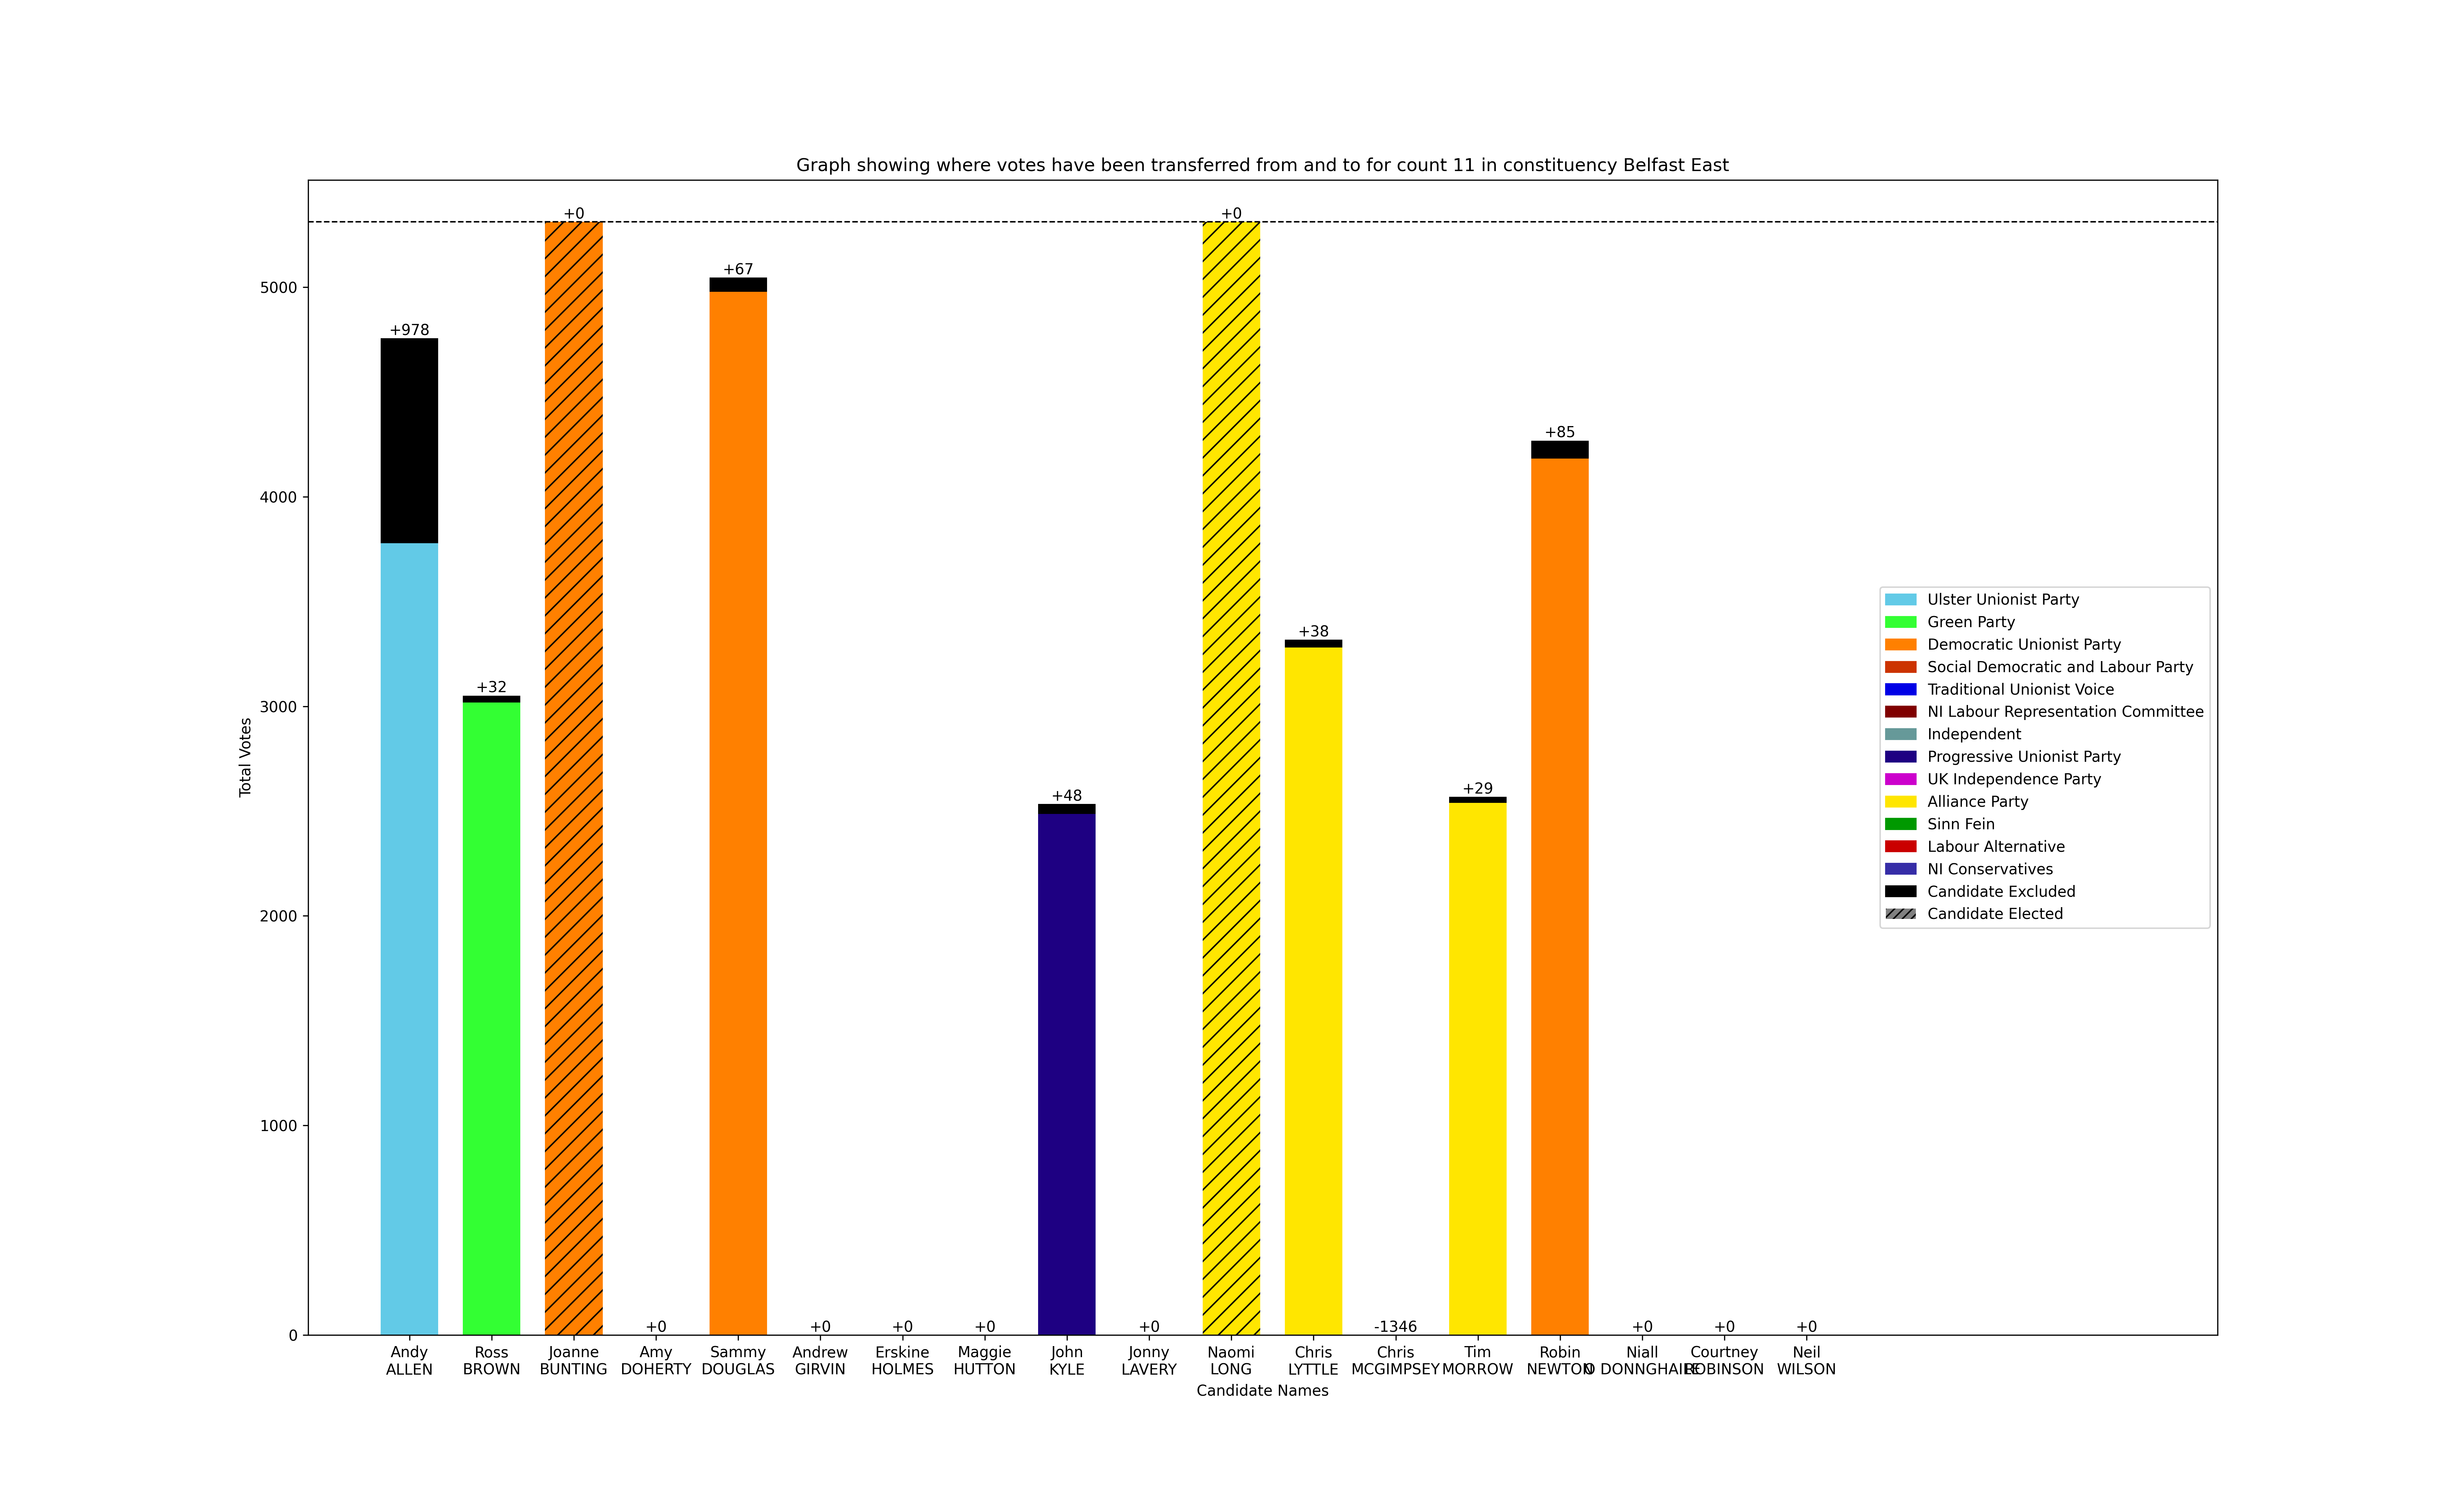 Graph showing where votes have been transferred from and to for count 11 in constituency Belfast East
Total Votes
5000
4000
3000
2000
1000
0
+978
+32
+0
+0
+67
+0
+0
+0
+48
+0
+0
+38
-1346
+29
+85
+0
+0
+0
Andy
ALLEN
Ross
BROWN
Joanne
BUNTING
Amy
DOHERTY
Sammy
DOUGLAS
Andrew
GIRVIN
Erskine
HOLMES
Maggie
HUTTON
John
KYLE
Jonny
LAVERY
Naomi
LONG
Chris
LYTTLE
Chris
MCGIMPSEY
Tim
MORROW
Robin
NEWTON
Niall
O DONNGHAILE
Courtney
ROBINSON
Neil
WILSON
Candidate Names
Ulster Unionist Party
Green Party
Democratic Unionist Party
Social Democratic and Labour Party
Traditional Unionist Voice
NI Labour Representation Committee
Independent
Progressive Unionist Party
UK Independence Party
Alliance Party
Sinn Fein
Labour Alternative
NI Conservatives
Candidate Excluded
Candidate Elected